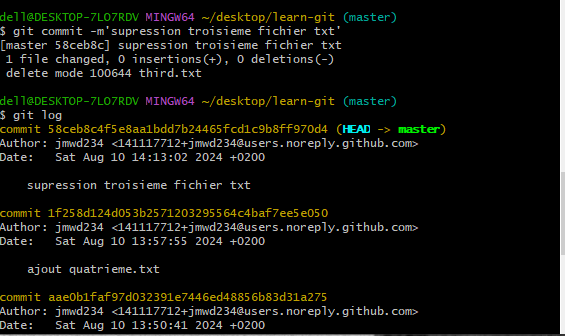 dell@DESKTOP-7LO7RDV MINGW64 ~/desktop/learn-git (master)
$ git commit -m'supression troisieme fichier txt'
[master 58ceb8c] supression troisieme fichier txt
 1 file changed, 0 insertions(+), 0 deletions(-)
 delete mode 100644 third.txt

dell@DESKTOP-7LO7RDV MINGW64 ~/desktop/learn-git (master)
$ git log
commit 58ceb8c4f5e8aa1bdd7b24465fcd1c9b8ff970d4 (HEAD -> master)
Author: jmwd234 <141117712+jmwd234@users.noreply.github.com>
Date:   Sat Aug 10 14:13:02 2024 +0200

    supression troisieme fichier txt

commit 1f258d124d053b2571203295564c4baf7ee5e050
Author: jmwd234 <141117712+jmwd234@users.noreply.github.com>
Date:   Sat Aug 10 13:57:55 2024 +0200

    ajout quatrieme.txt

commit aae0b1faf97d032391e7446ed48856b83d31a275
Author: jmwd234 <141117712+jmwd234@users.noreply.github.com>
Date:   Sat Aug 10 13:50:41 2024 +0200